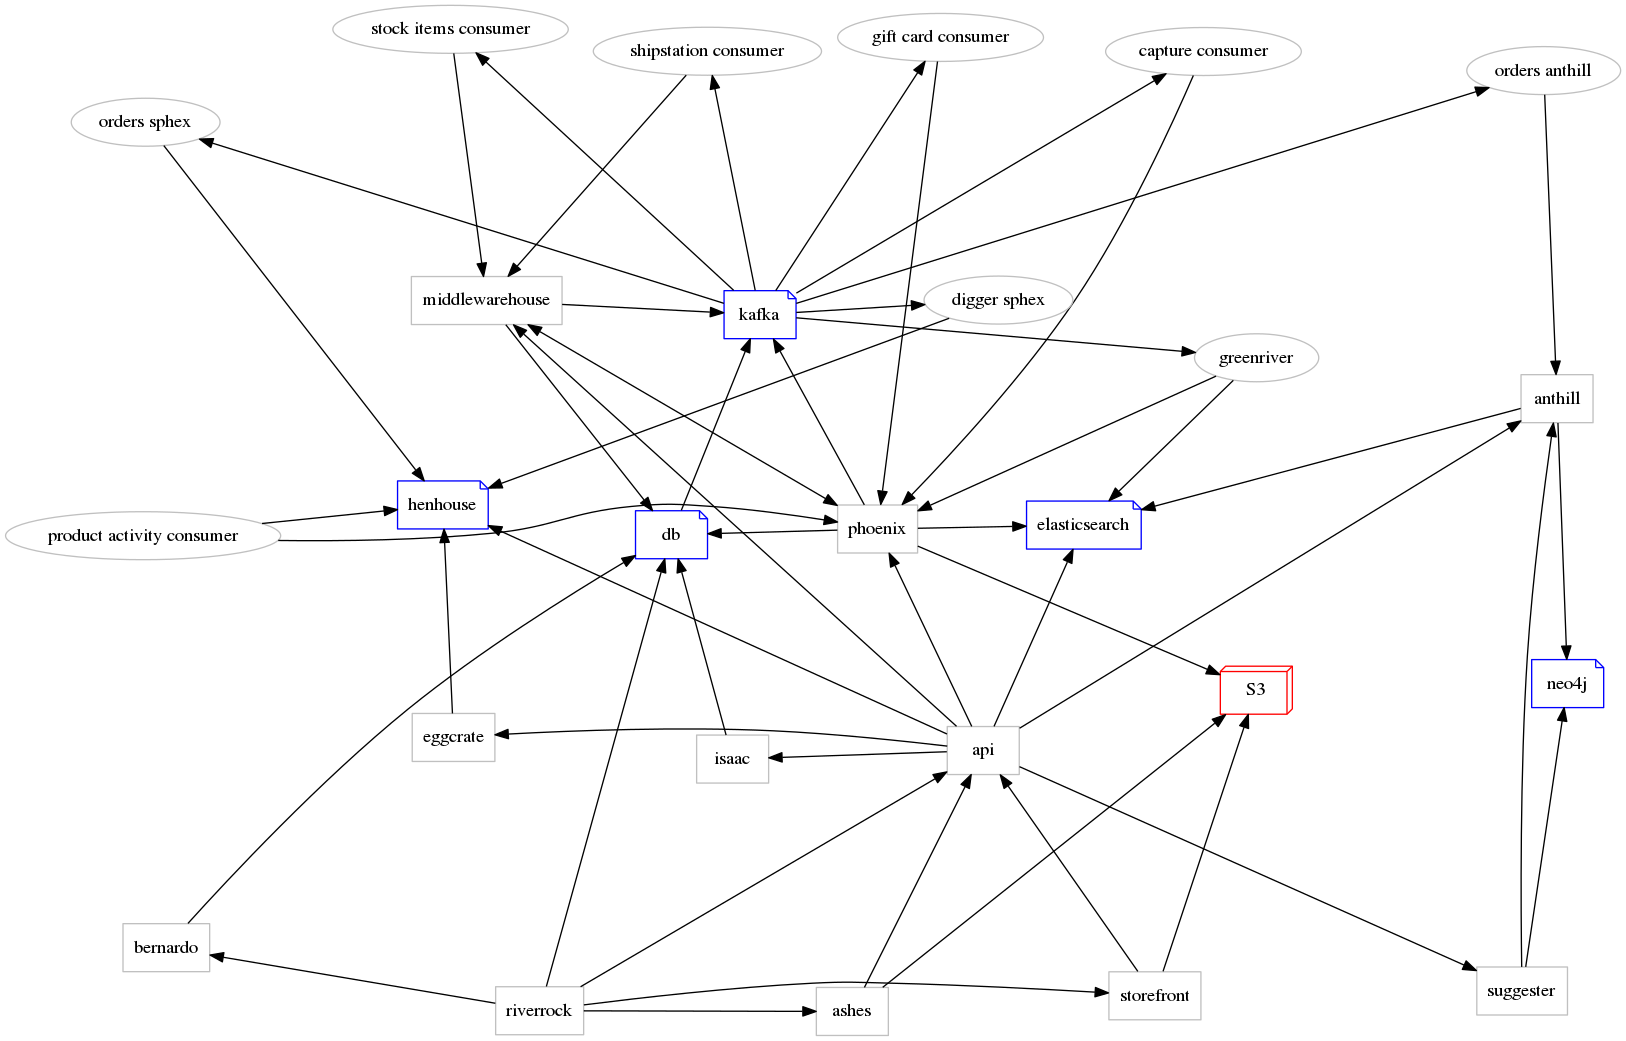 stock items consumer
shipstation consumer
gift card consumer
capture consumer
orders anthill
orders sphex
middlewarehouse
kafka
digger sphex
greenriver
anthill
henhouse
product activity consumer
db
phoenix
elasticsearch
S3
neo4j
eggcrate
isaac
api
bernardo
riverrock
ashes
storefront
suggester